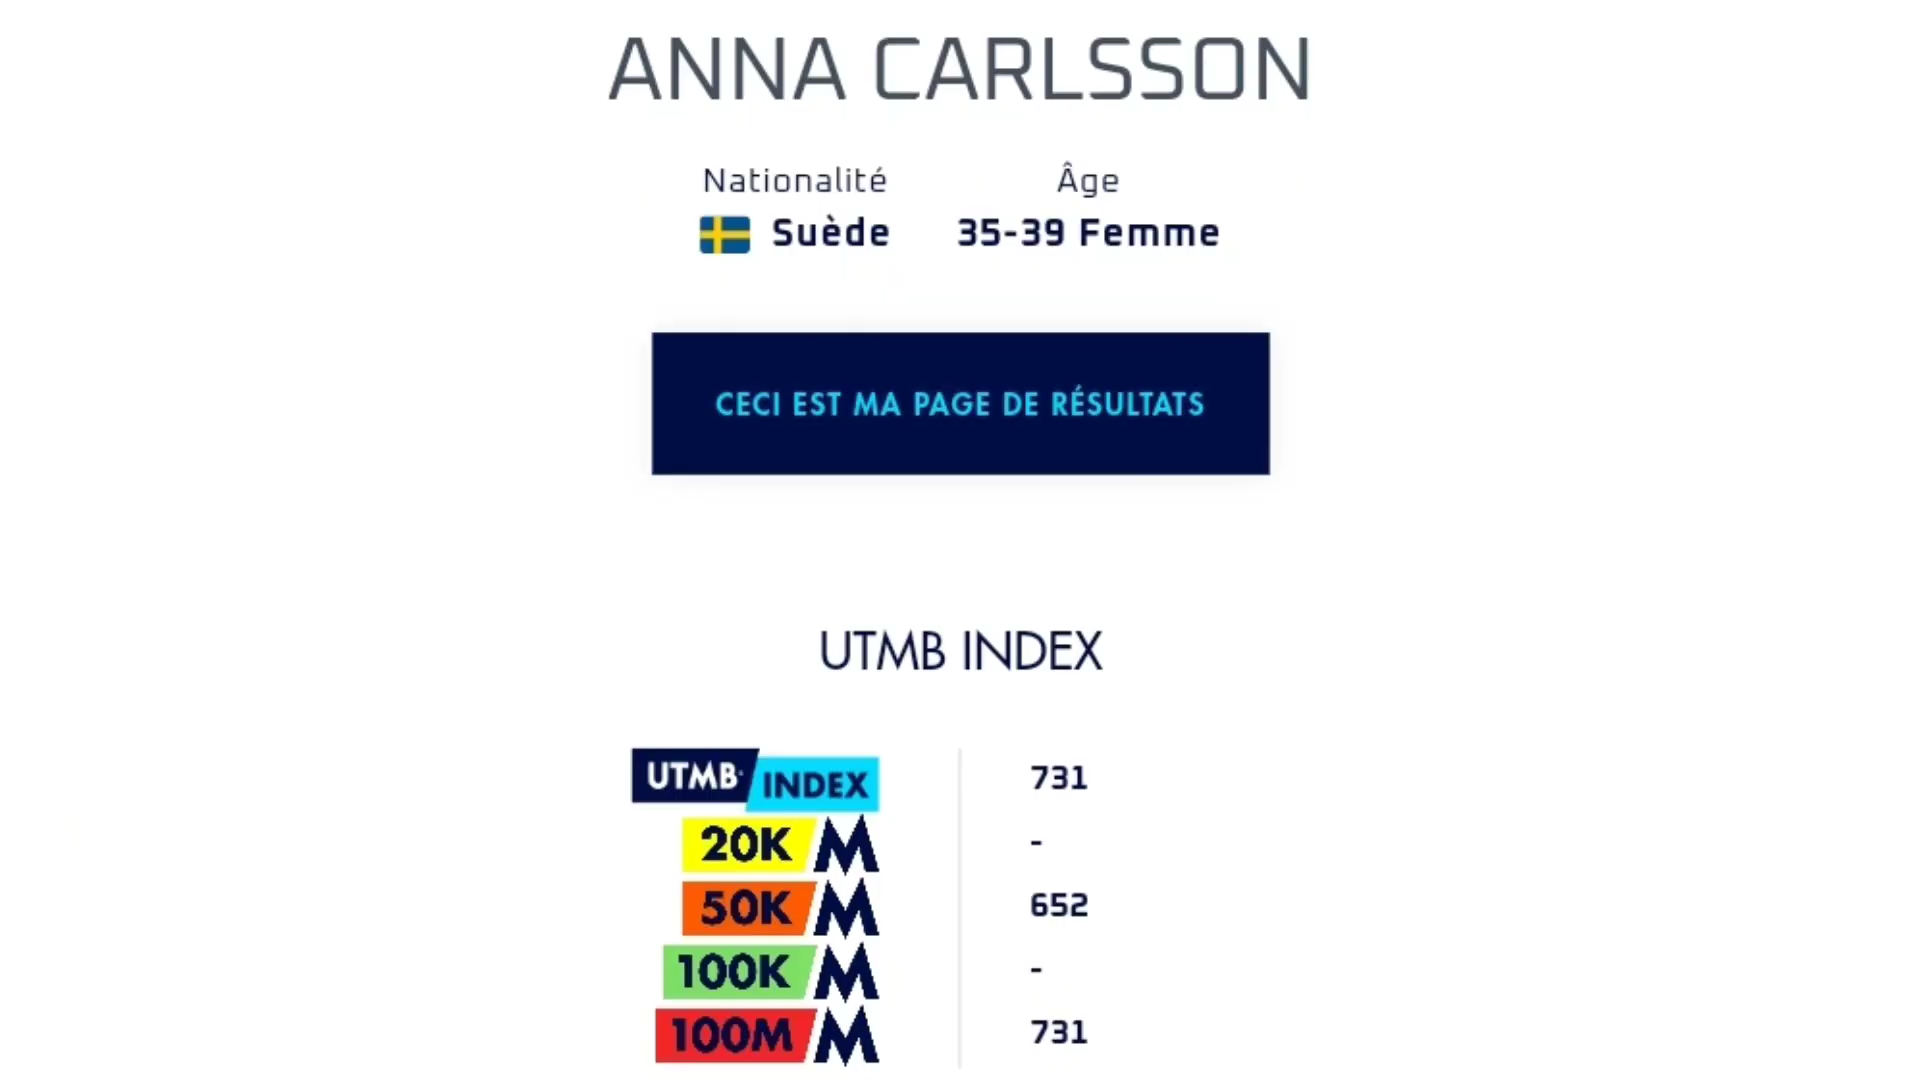 ANNA CARLSSON
Nationalité Âge
Suède 35-39 Femme
CECI EST MA PAGE DE RÉSULTATS
UTMB INDEX
UTMB INDEX 731
20K M -
50K M 652
100K M -
100M M 731